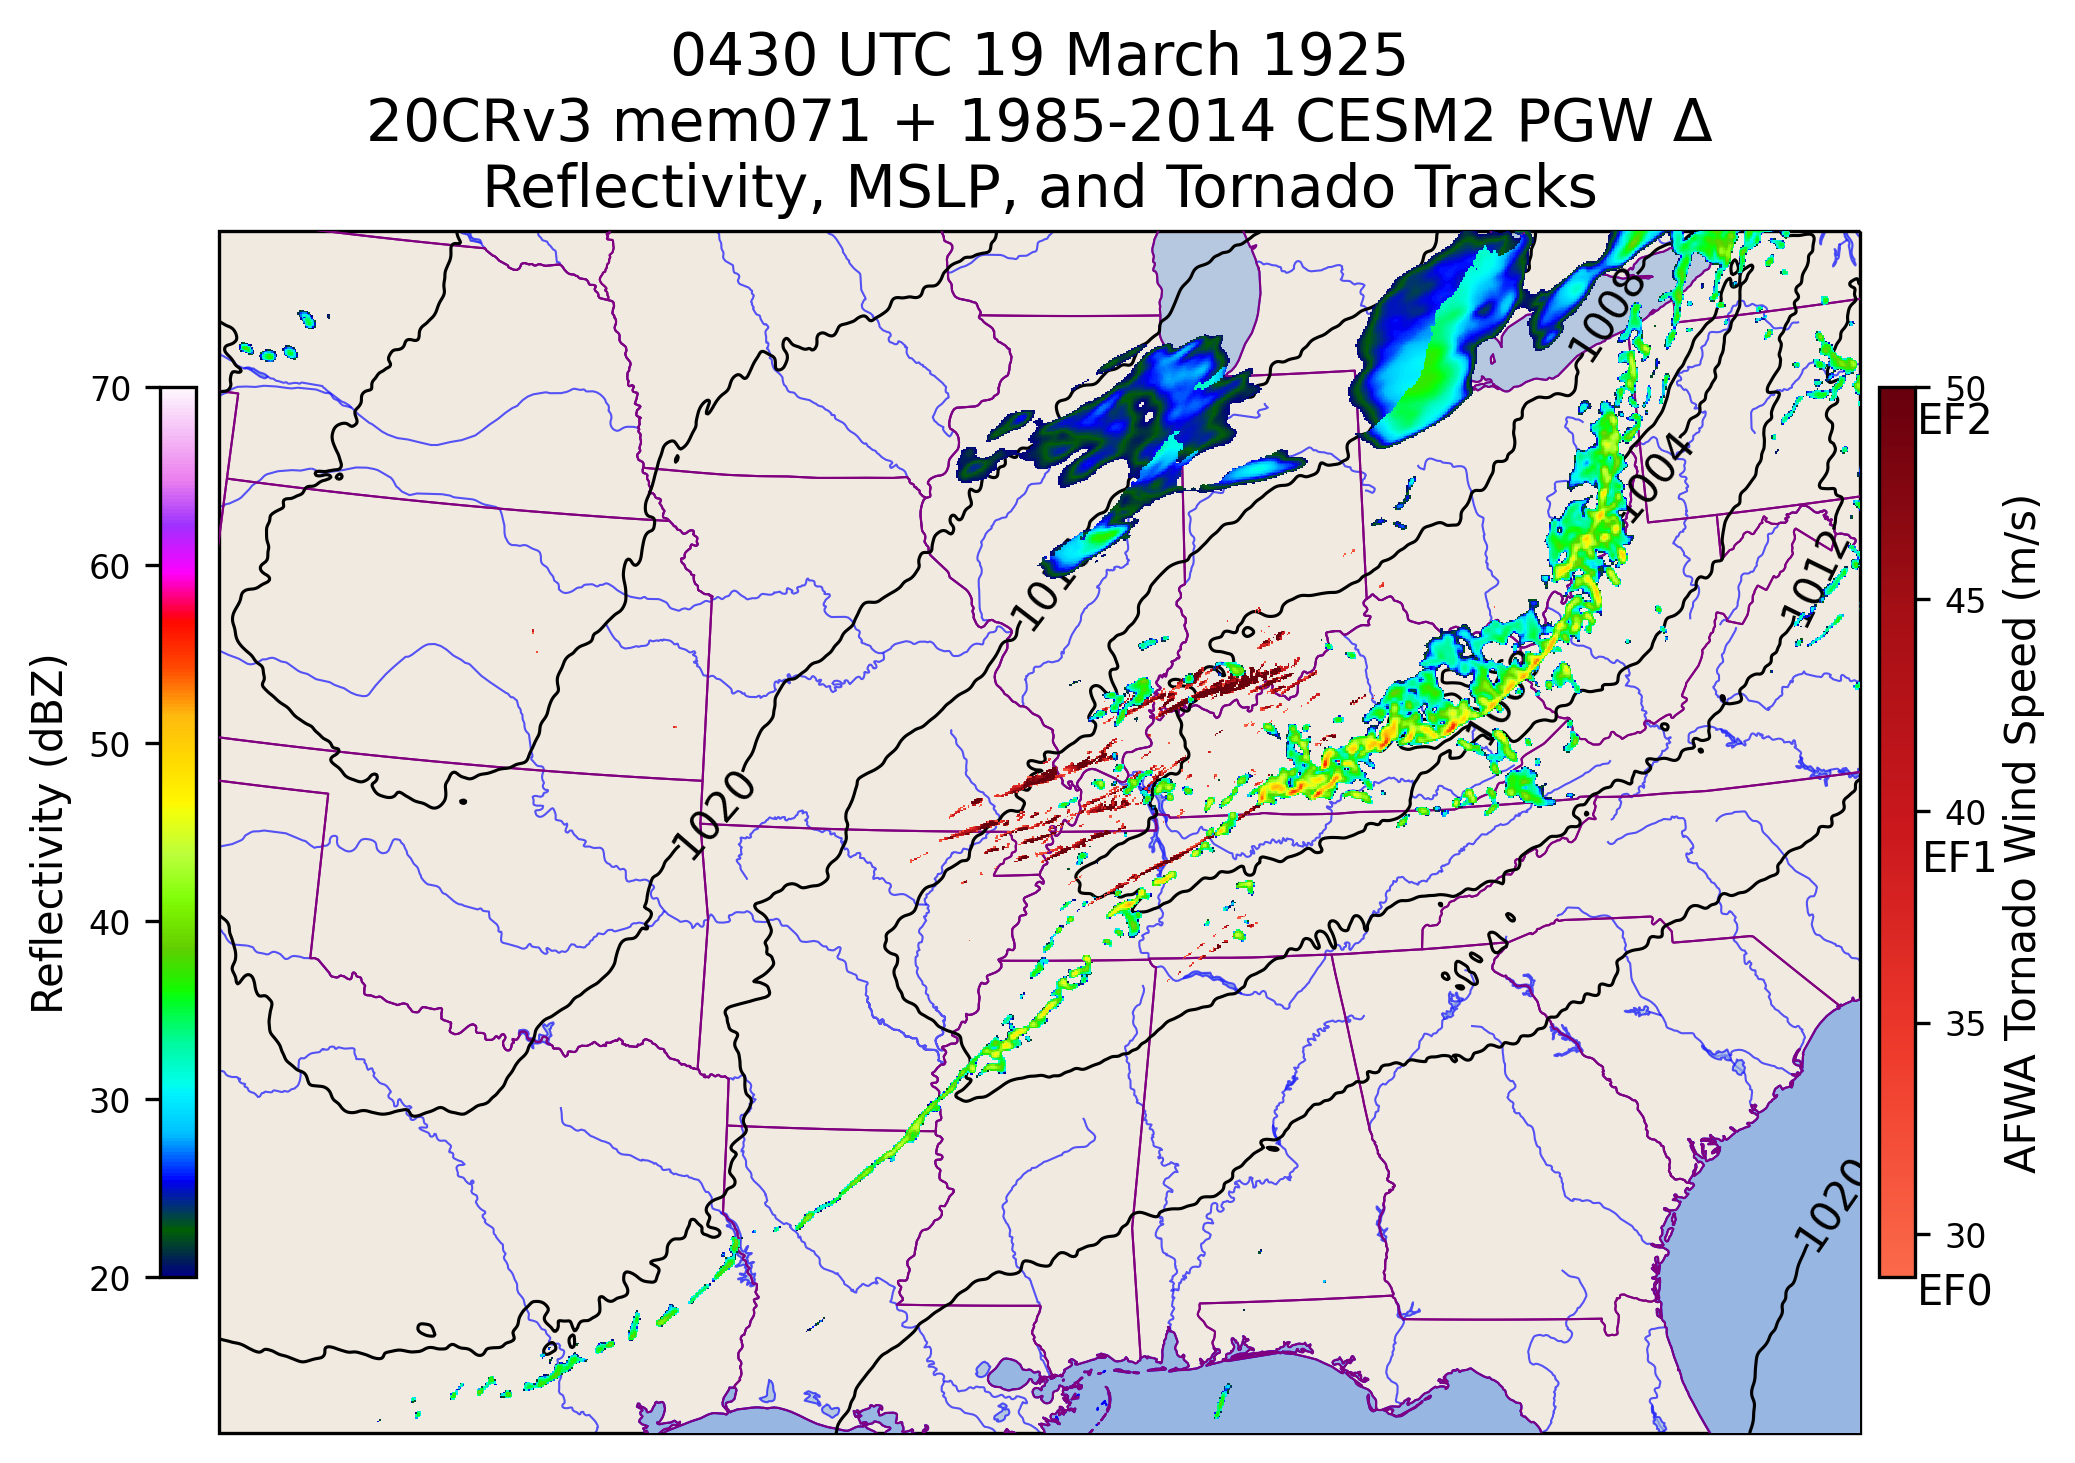 0430 UTC 19 March 1925
20CRv3 mem071 + 1985-2014 CESM2 PGW Δ
Reflectivity, MSLP, and Tornado Tracks
Reflectivity (dBZ)
70
60
50
40
30
20
1008
1004
1012
1020
1020
50
EF2
45
40
EF1
35
30
EF0
AFWA Tornado Wind Speed (m/s)